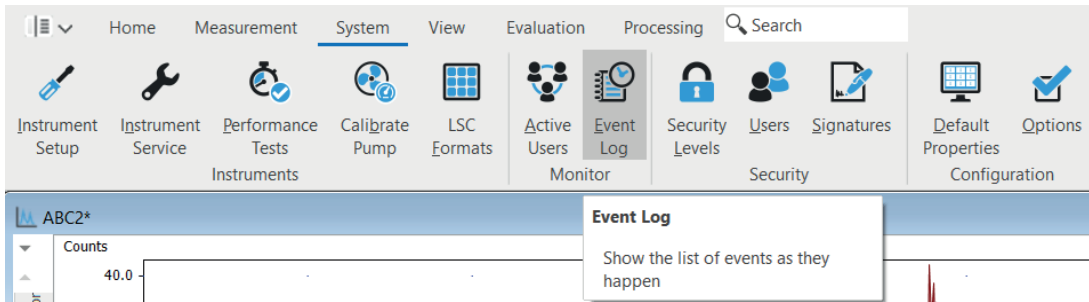 Home Measurement System View Evaluation Processing Search
Instrument Setup
Instrument Service
Performance Tests
Calibrate Pump
LSC Formats
Active Users
Event Log
Security Levels
Users
Signatures
Default Properties
Options
Instruments Monitor Security Configuration
ABC2*
Event Log
Show the list of events as they
happen
Counts
40.0